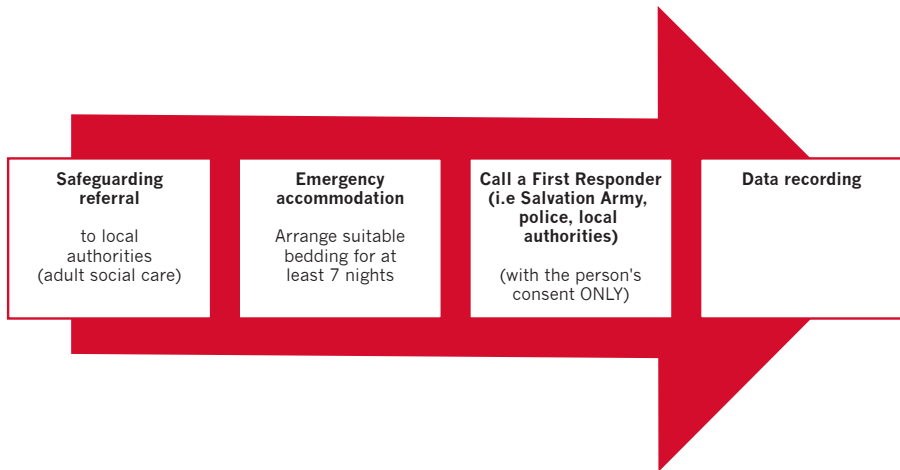 Safeguarding
referral
to local
authorities
(adult social care)
Emergency
accommodation
Arrange suitable
bedding for at
least 7 nights
Call a First Responder
(i.e Salvation Army,
police, local
authorities)
(with the person's
consent ONLY)
Data recording